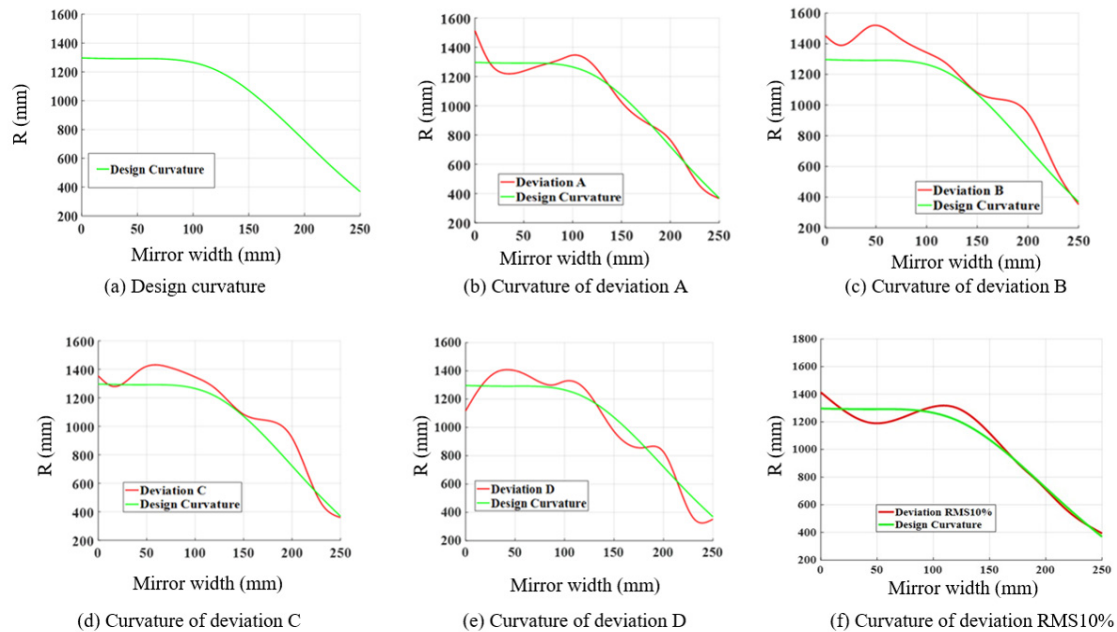 1600
1400
1200
1000
800
600
400
200
R (mm)
Design Curvature
0 50 100 150 200 250
Mirror width (mm)
(a) Design curvature
1600
1400
1200
1000
800
600
400
200
R (mm)
Deviation A
Design Curvature
0 50 100 150 200 250
Mirror width (mm)
(b) Curvature of deviation A
1600
1400
1200
1000
800
600
400
200
R (mm)
Deviation B
Design Curvature
0 50 100 150 200 250
Mirror width (mm)
(c) Curvature of deviation B
1600
1400
1200
1000
800
600
400
200
R (mm)
Deviation C
Design Curvature
0 50 100 150 200 250
Mirror width (mm)
(d) Curvature of deviation C
1600
1400
1200
1000
800
600
400
200
R (mm)
Deviation D
Design Curvature
0 50 100 150 200 250
Mirror width (mm)
(e) Curvature of deviation D
1800
1600
1400
1200
1000
800
600
400
200
R (mm)
Deviation RMS10%
Design Curvature
0 50 100 150 200 250
Mirror width (mm)
(f) Curvature of deviation RMS10%